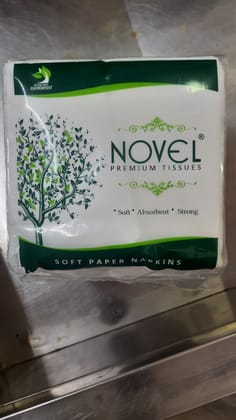 NOVEL®
PREMIUM TISSUES
• Soft • Absorbent • Strong
SOFT PAPER NAPKINS